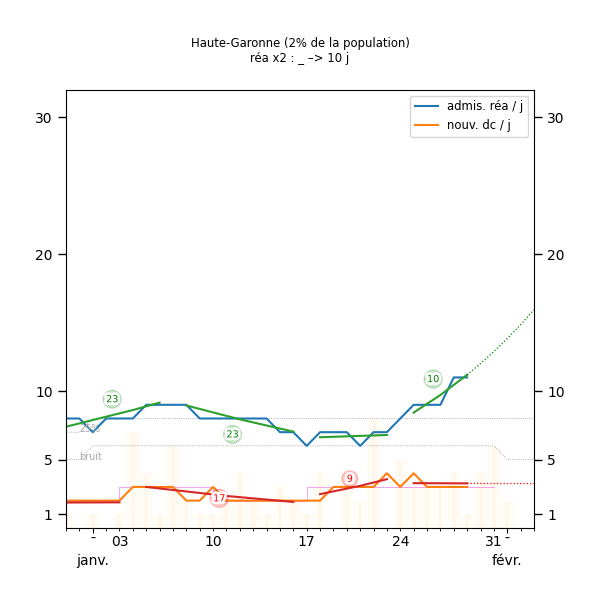 Haute-Garonne (2% de la population)
réa x2 : _ –> 10 j
admis. réa / j
nouv. dc / j
30 30
20 20
10 10
5 5
1 1
23
23
10
17
9
25%
bruit
- 03 10 17 24 31 -
janv. févr.